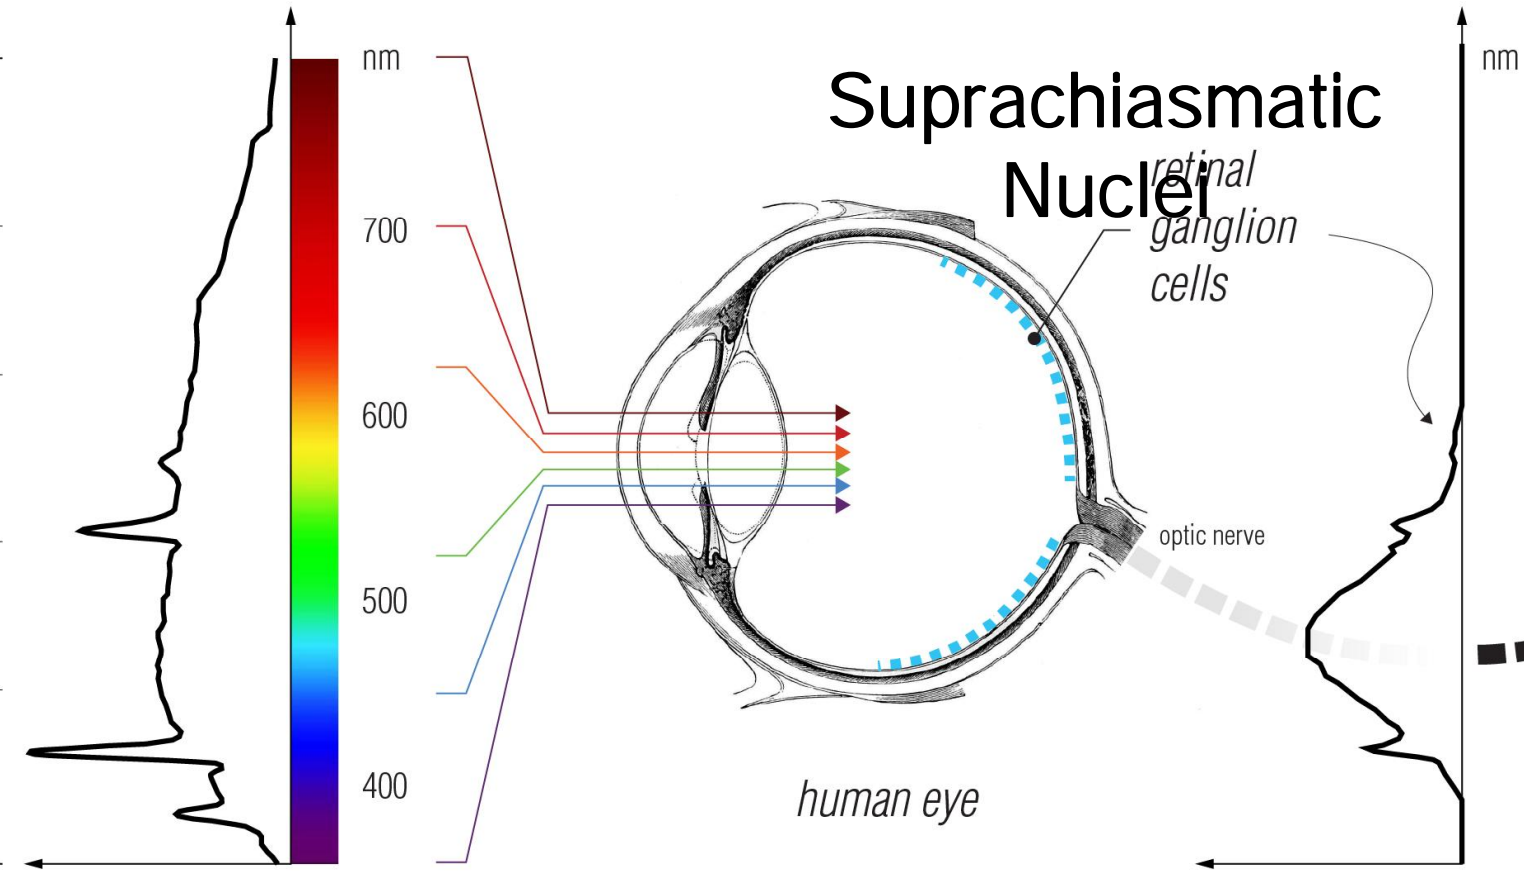 nm
700
600
500
400
Suprachiasmatic
Nuclei
retinal
ganglion
cells
optic nerve
human eye
nm